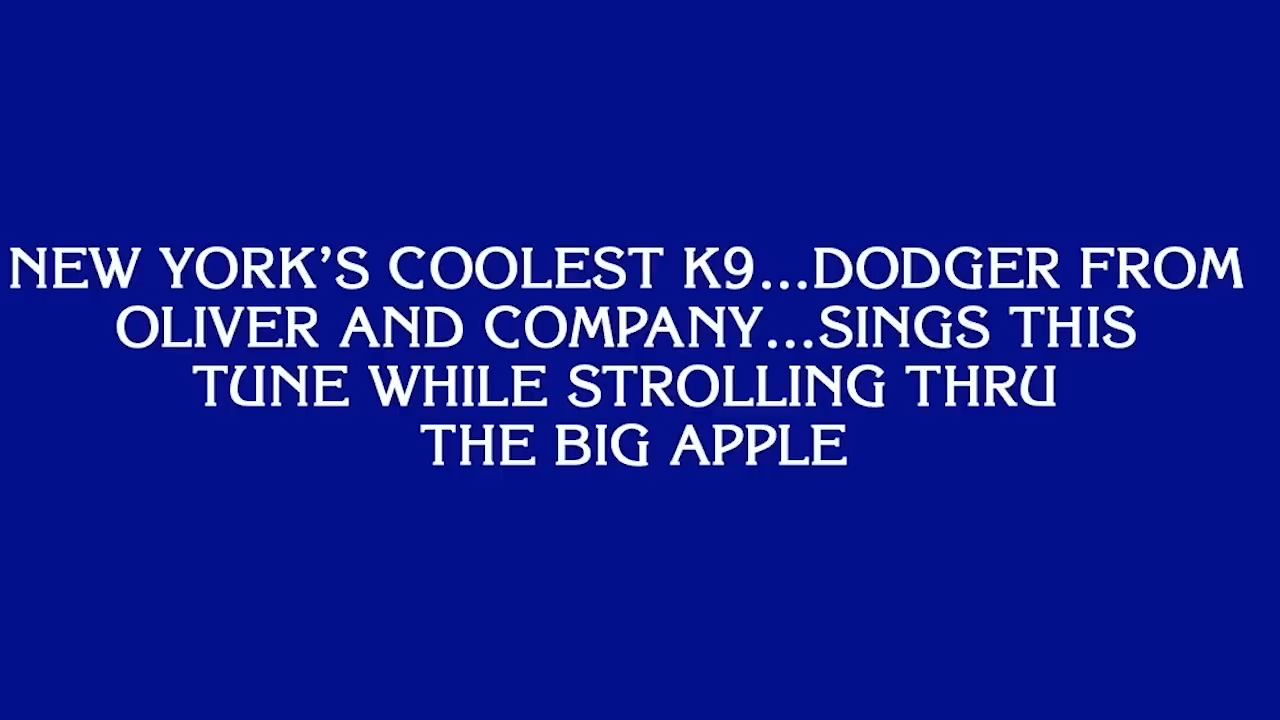 NEW YORK’S COOLEST K9...DODGER FROM
OLIVER AND COMPANY...SINGS THIS
TUNE WHILE STROLLING THRU
THE BIG APPLE